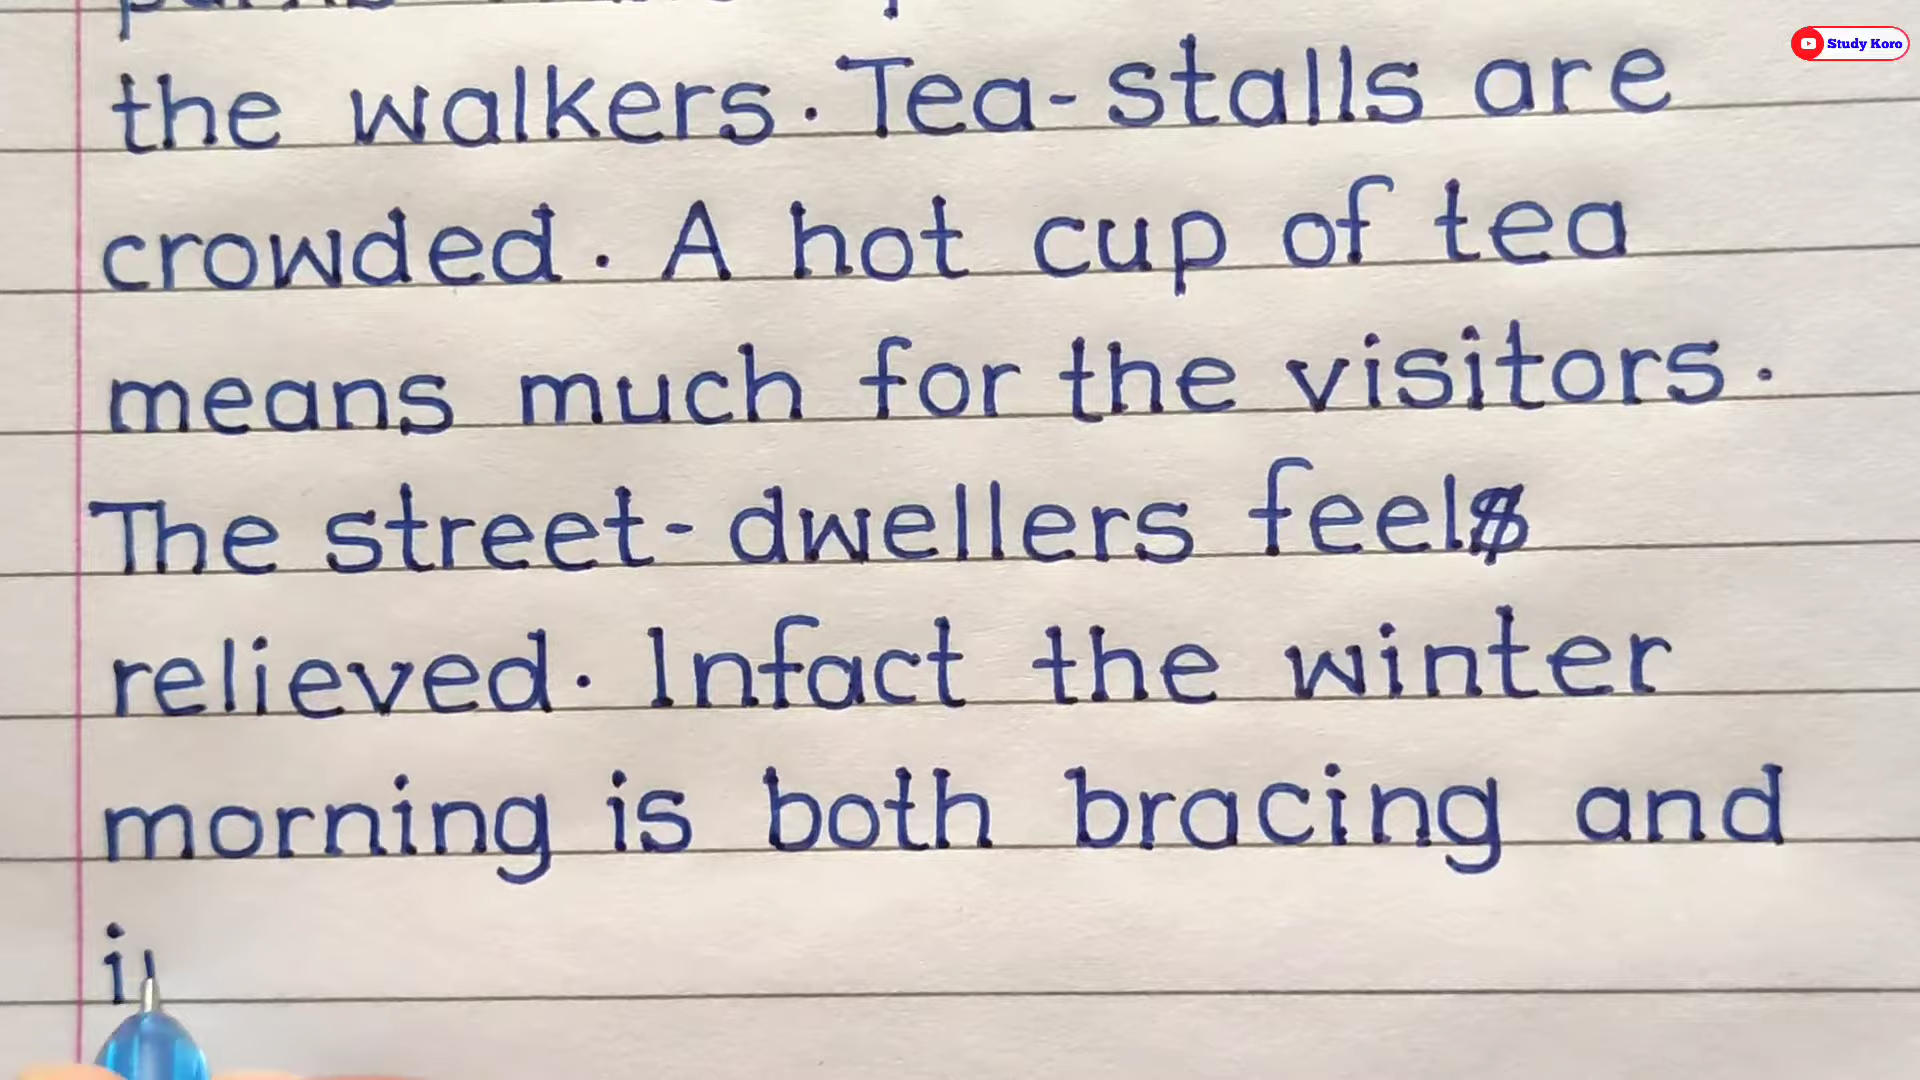 Study Koro
the walkers. Tea-stalls are
crowded. A hot cup of tea
means much for the visitors.
The street-dwellers feel
relieved. Infact the winter
morning is both bracing and